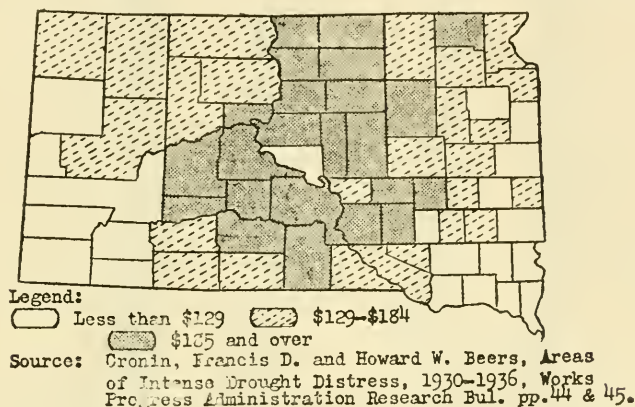 Legend:
Less than $129 $129-$184
$185 and over
Source: Cronin, Francis D. and Howard W. Beers, Areas
of Intense Drought Distress, 1930-1936, Works
Progress Administration Research Bul. pp. 44 & 45.